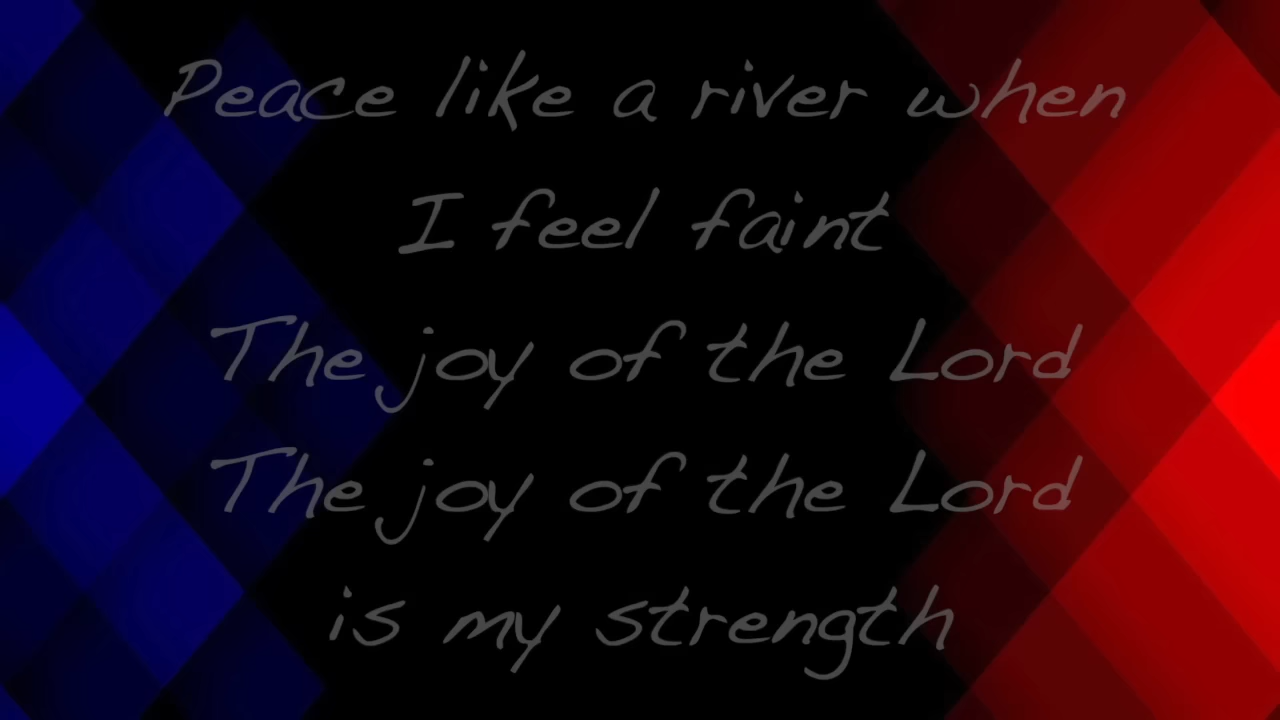 Peace like a river when
I feel faint
The joy of the Lord
The joy of the Lord
is my strength